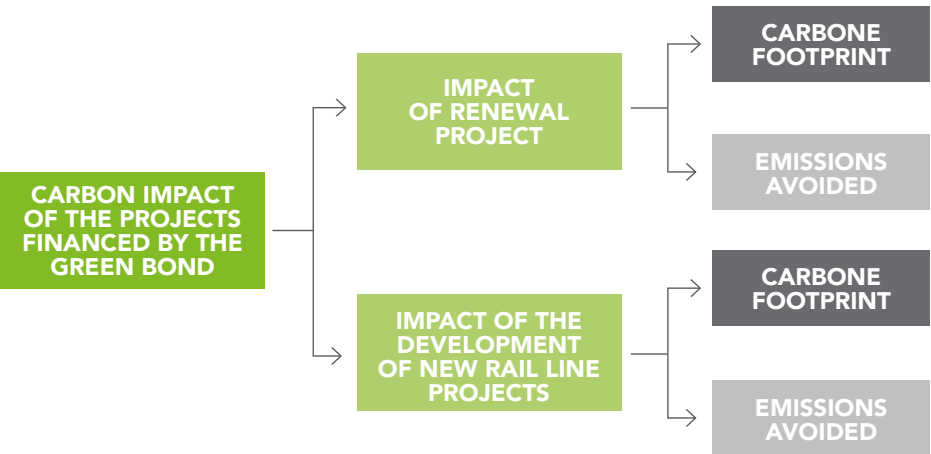 CARBON IMPACT
OF THE PROJECTS
FINANCED BY THE
GREEN BOND
IMPACT
OF RENEWAL
PROJECT
CARBONE
FOOTPRINT
EMISSIONS
AVOIDED
IMPACT OF THE
DEVELOPMENT
OF NEW RAIL LINE
PROJECTS
CARBONE
FOOTPRINT
EMISSIONS
AVOIDED